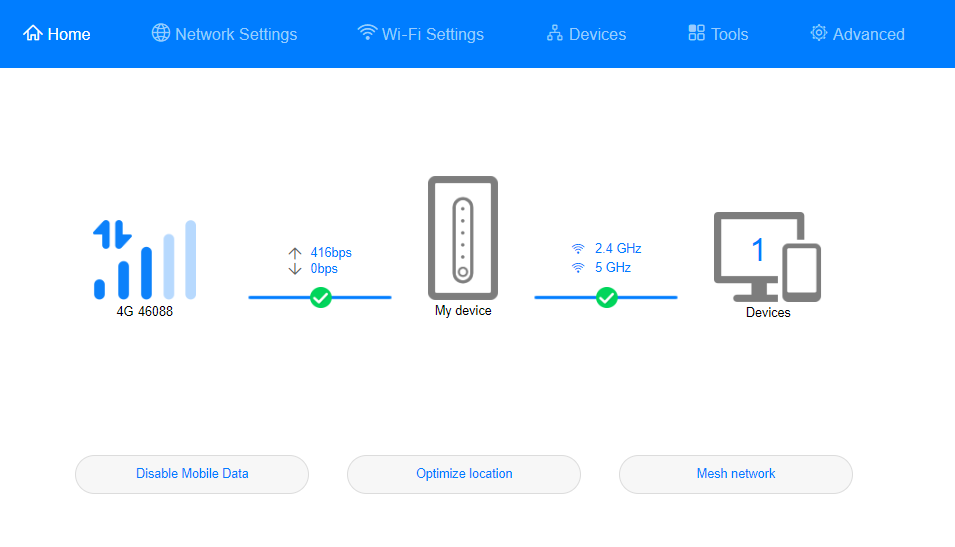 Home Network Settings Wi-Fi Settings Devices Tools Advanced
416bps
0bps
2.4 GHz
5 GHz
1
4G 46088
My device
Devices
Disable Mobile Data Optimize location Mesh network